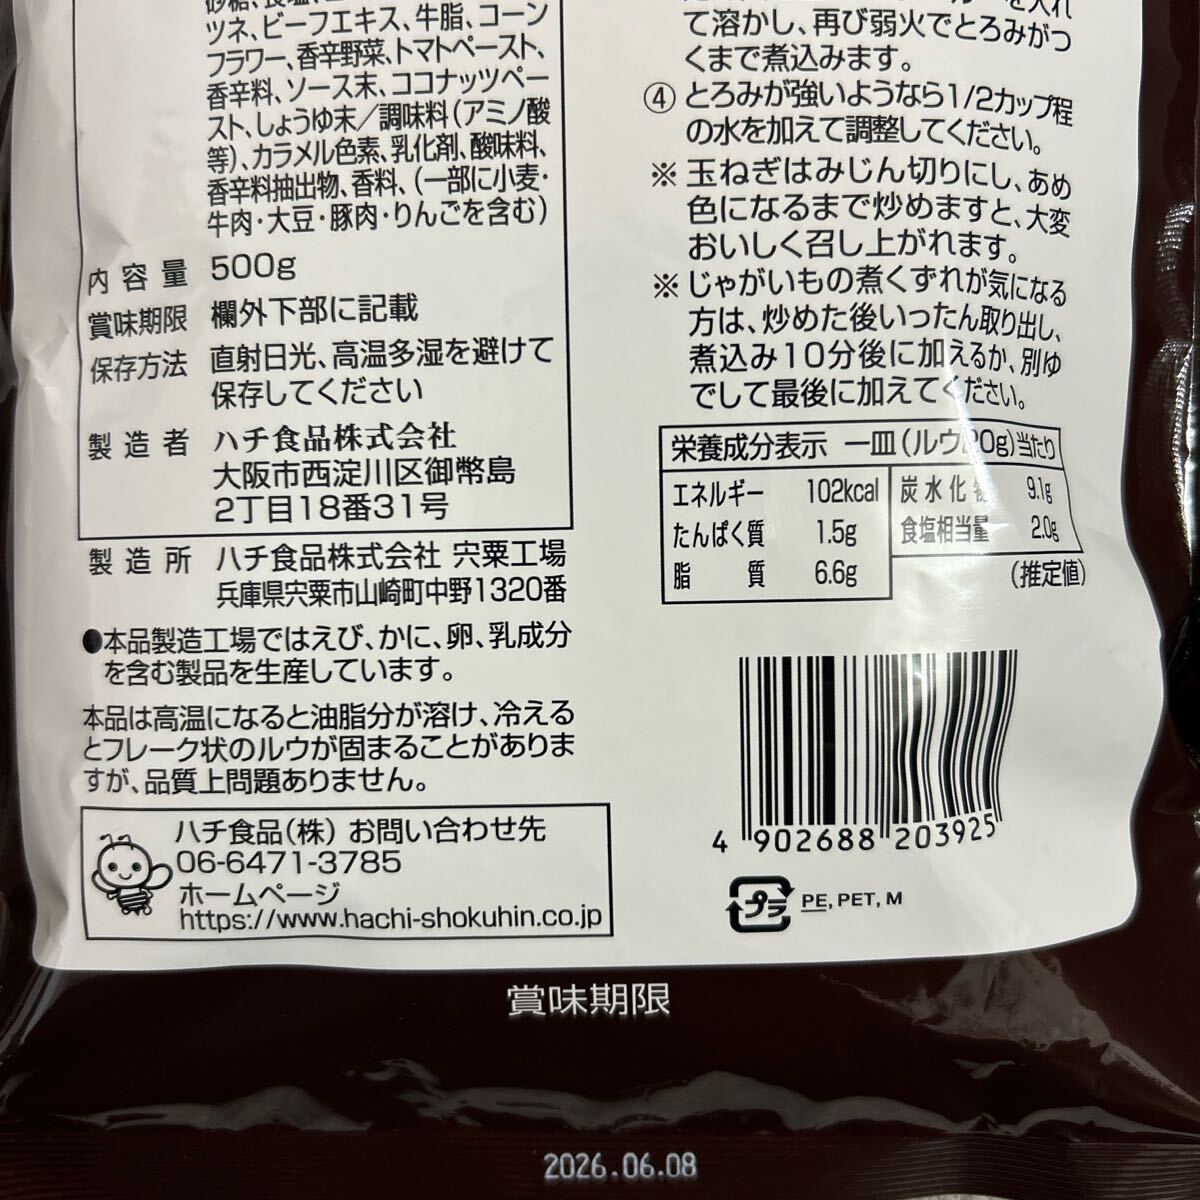 ツネ、ビーフエキス、牛脂、コーン
フラワー、香辛野菜、トマトペースト、
香辛料、ソース末、ココナッツペー
スト、しょうゆ末／調味料(アミノ酸
等)、カラメル色素、乳化剤、酸味料、
香辛料抽出物、香料、(一部に小麦・
牛肉・大豆・豚肉・りんごを含む)
内容量 500g
賞味期限 欄外下部に記載
保存方法 直射日光、高温多湿を避けて
保存してください
製造者 ハチ食品株式会社
大阪市西淀川区御幣島
2丁目18番31号
製造所 ハチ食品株式会社 宍粟工場
兵庫県宍粟市山崎町中野1320番
●本品製造工場ではえび、かに、卵、乳成分
を含む製品を生産しています。
本品は高温になると油脂分が溶け、冷える
とフレーク状のルウが固まることがありま
すが、品質上問題ありません。
ハチ食品(株) お問い合わせ先
06-6471-3785
ホームページ
https://www.hachi-shokuhin.co.jp
て溶かし、再び弱火でとろみがつ
くまで煮込みます。
④ とろみが強いようなら1/2カップ程
の水を加えて調整してください。
※ 玉ねぎはみじん切りにし、あめ
色になるまで炒めますと、大変
おいしく召し上がれます。
※ じゃがいもの煮くずれが気になる
方は、炒めた後いったん取り出し、
煮込み10分後に加えるか、別ゆ
でして最後に加えてください。
栄養成分表示 一皿(ルウ20g)当たり
エネルギー 102kcal 炭水化物 9.1g
たんぱく質 1.5g 食塩相当量 2.0g
脂質 6.6g (推定値)
4 902688 203925
プラ PE, PET, M
賞味期限
2026.06.08